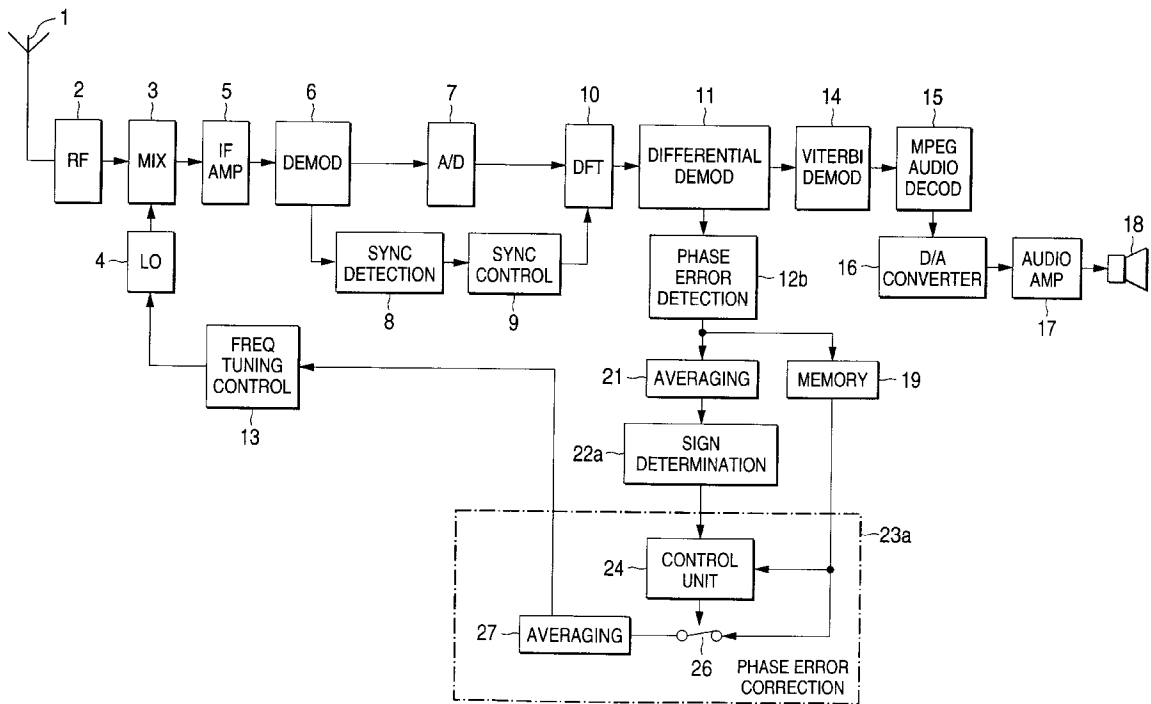 1
2
3
5
6
7
10
11
14
15
RF
MIX
IF
AMP
DEMOD
A/D
DFT
DIFFERENTIAL
DEMOD
VITERBI
DEMOD
MPEG
AUDIO
DECOD
4
LO
SYNC
DETECTION
8
SYNC
CONTROL
9
PHASE
ERROR
DETECTION
12b
16
D/A
CONVERTER
AUDIO
AMP
17
18
FREQ
TUNING
CONTROL
13
21
AVERAGING
MEMORY
19
22a
SIGN
DETERMINATION
23a
24
CONTROL
UNIT
27
AVERAGING
26
PHASE ERROR
CORRECTION